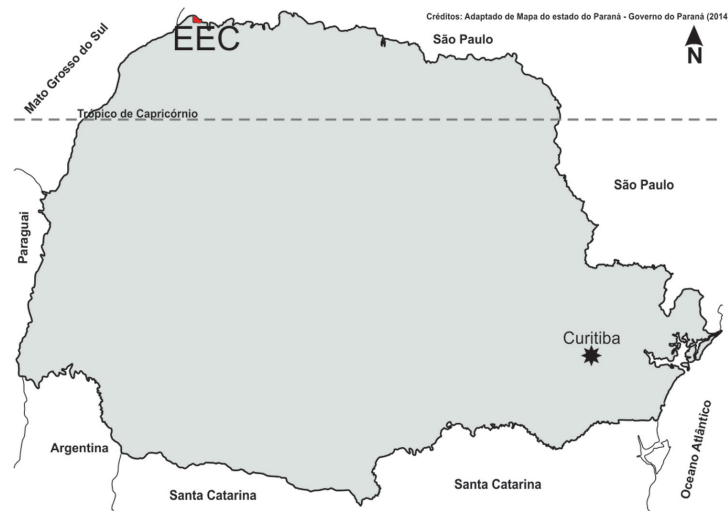 Créditos: Adaptado de Mapa do estado do Paraná - Governo do Paraná (2014
EEC
São Paulo
N
Mato Grosso do Sul
Trópico de Capricórnio
São Paulo
Paraguai
Curitiba
Oceano Atlântico
Argentina
Santa Catarina
Santa Catarina